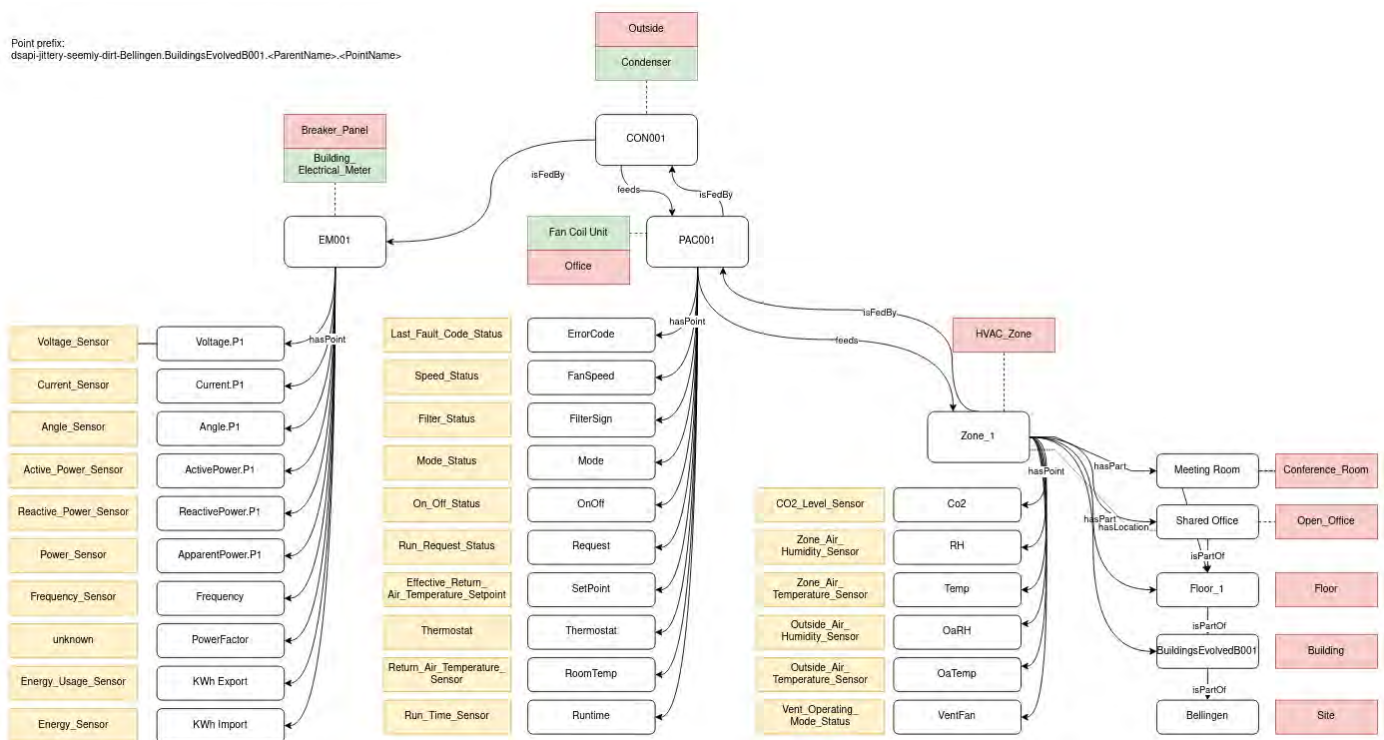 Point prefix:
dsapi-jittery-seemiy-dirt-Bellingen.BuildingsEvolvedB001.<ParentName>.<PointName>
Outside
Condenser
CON001
Breaker_Panel
Building_
Electrical_Meter
EM001
isFedBy
feeds
isFedBy
Fan Coil Unit
Office
PAC001
hasPoint
Voltage_Sensor
Voltage.P1
Current_Sensor
Current.P1
Angle_Sensor
Angle.P1
Active_Power_Sensor
ActivePower.P1
Reactive_Power_Sensor
ReactivePower.P1
Power_Sensor
ApparentPower.P1
Frequency_Sensor
Frequency
unknown
PowerFactor
Energy_Usage_Sensor
KWh Export
Energy_Sensor
KWh Import
hasPoint
Last_Fault_Code_Status
ErrorCode
Speed_Status
FanSpeed
Filter_Status
FilterSign
Mode_Status
Mode
On_Off_Status
OnOff
Run_Request_Status
Request
Effective_Return_
Air_Temperature_Setpoint
SetPoint
Thermostat
Thermostat
Return_Air_Temperature_
Sensor
RoomTemp
Run_Time_Sensor
Runtime
isFedBy
feeds
HVAC_Zone
Zone_1
hasPoint
CO2_Level_Sensor
Co2
Zone_Air_
Humidity_Sensor
RH
Zone_Air_
Temperature_Sensor
Temp
Outside_Air_
Humidity_Sensor
OaRH
Outside_Air_
Temperature_Sensor
OaTemp
Vent_Operating_
Mode_Status
VentFan
hasPart
Meeting Room
Conference_Room
hasPart
hasLocation
Shared Office
Open_Office
isPartOf
Floor_1
Floor
isPartOf
BuildingsEvolvedB001
Building
isPartOf
Bellingen
Site